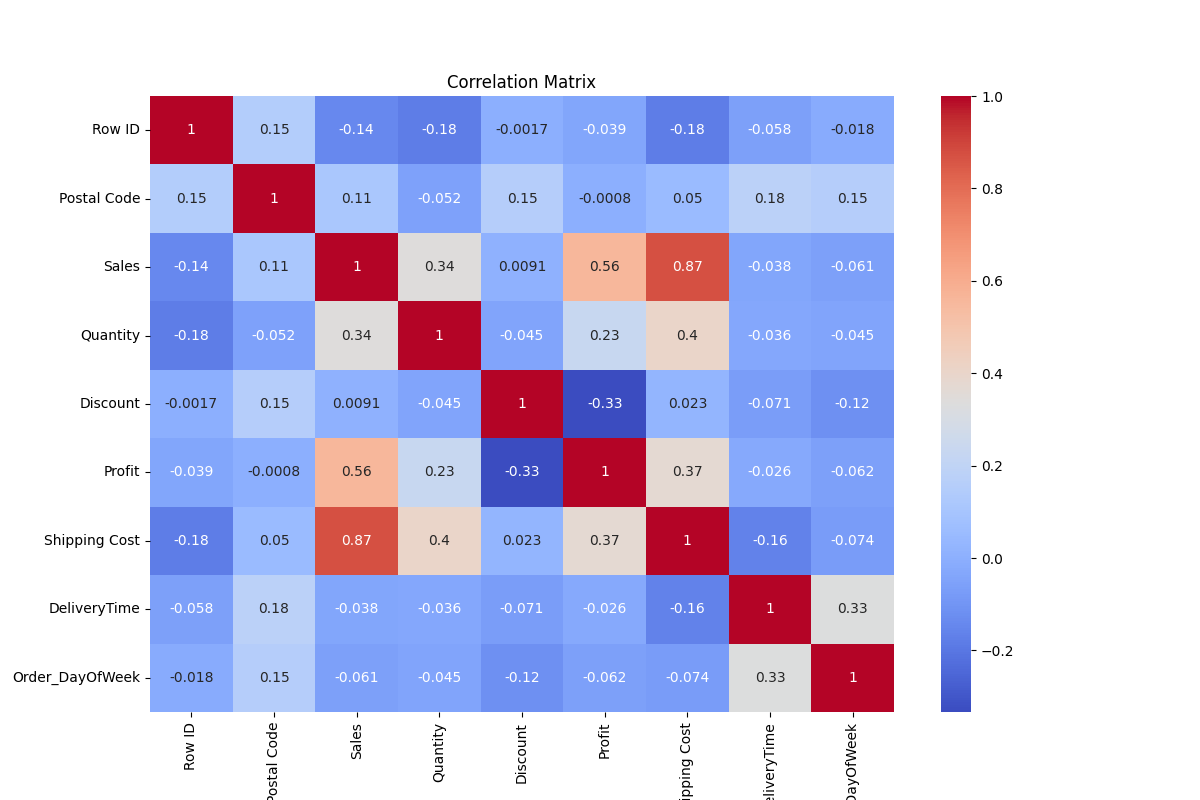 Correlation Matrix
Row ID 1 0.15 -0.14 -0.18 -0.0017 -0.039 -0.18 -0.058 -0.018
Postal Code 0.15 1 0.11 -0.052 0.15 -0.0008 0.05 0.18 0.15
Sales -0.14 0.11 1 0.34 0.0091 0.56 0.87 -0.038 -0.061
Quantity -0.18 -0.052 0.34 1 -0.045 0.23 0.4 -0.036 -0.045
Discount -0.0017 0.15 0.0091 -0.045 1 -0.33 0.023 -0.071 -0.12
Profit -0.039 -0.0008 0.56 0.23 -0.33 1 0.37 -0.026 -0.062
Shipping Cost -0.18 0.05 0.87 0.4 0.023 0.37 1 -0.16 -0.074
DeliveryTime -0.058 0.18 -0.038 -0.036 -0.071 -0.026 -0.16 1 0.33
Order_DayOfWeek -0.018 0.15 -0.061 -0.045 -0.12 -0.062 -0.074 0.33 1
Row ID
Postal Code
Sales
Quantity
Discount
Profit
ipping Cost
eliveryTime
DayOfWeek
1.0
0.8
0.6
0.4
0.2
0.0
−0.2